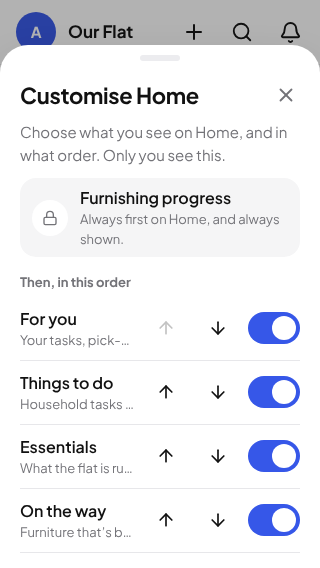 A
Our Flat
Customise Home
Choose what you see on Home, and in
what order. Only you see this.
Furnishing progress
Always first on Home, and always
shown.
Then, in this order
For you
Your tasks, pick-...
Things to do
Household tasks ...
Essentials
What the flat is ru...
On the way
Furniture that's b...